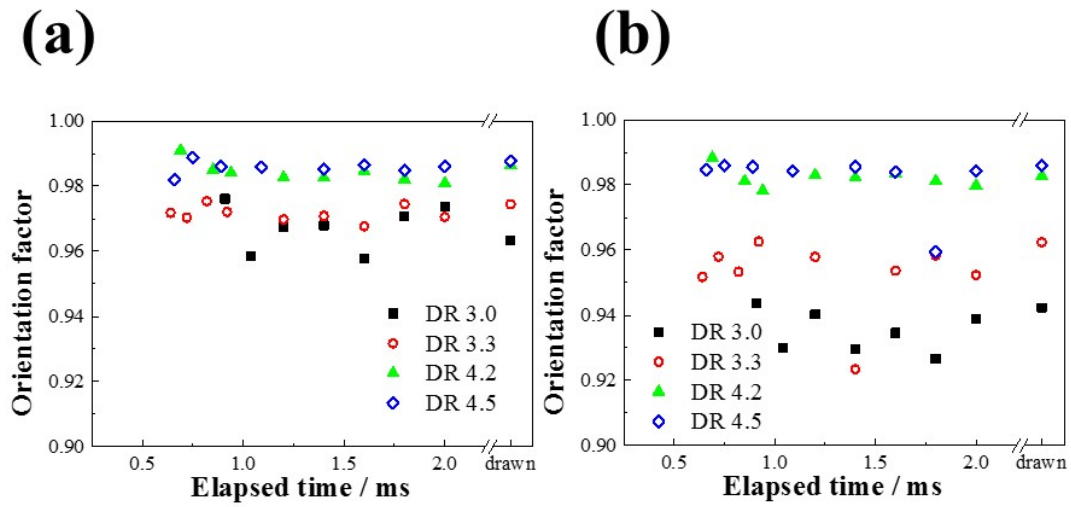 (a)
Orientation factor
1.00
0.98
0.96
0.94
0.92
0.90
DR 3.0
DR 3.3
DR 4.2
DR 4.5
0.5 1.0 1.5 2.0 drawn
Elapsed time / ms
(b)
Orientation factor
1.00
0.98
0.96
0.94
0.92
0.90
DR 3.0
DR 3.3
DR 4.2
DR 4.5
0.5 1.0 1.5 2.0 drawn
Elapsed time / ms